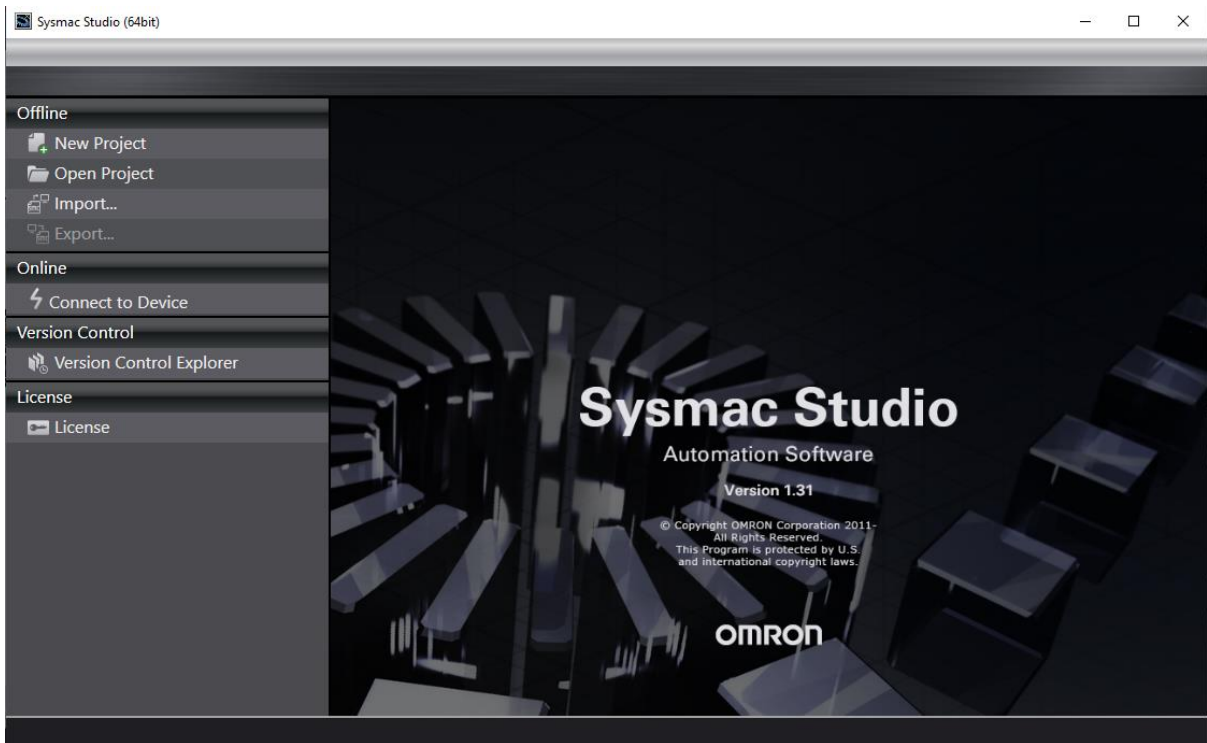 Sysmac Studio (64bit)
Offline
New Project
Open Project
Import...
Export...
Online
Connect to Device
Version Control
Version Control Explorer
License
License
Sysmac Studio
Automation Software
Version 1.31
© Copyright OMRON Corporation 2011-
All Rights Reserved.
This Program is protected by U.S.
and international copyright laws.
OMRON